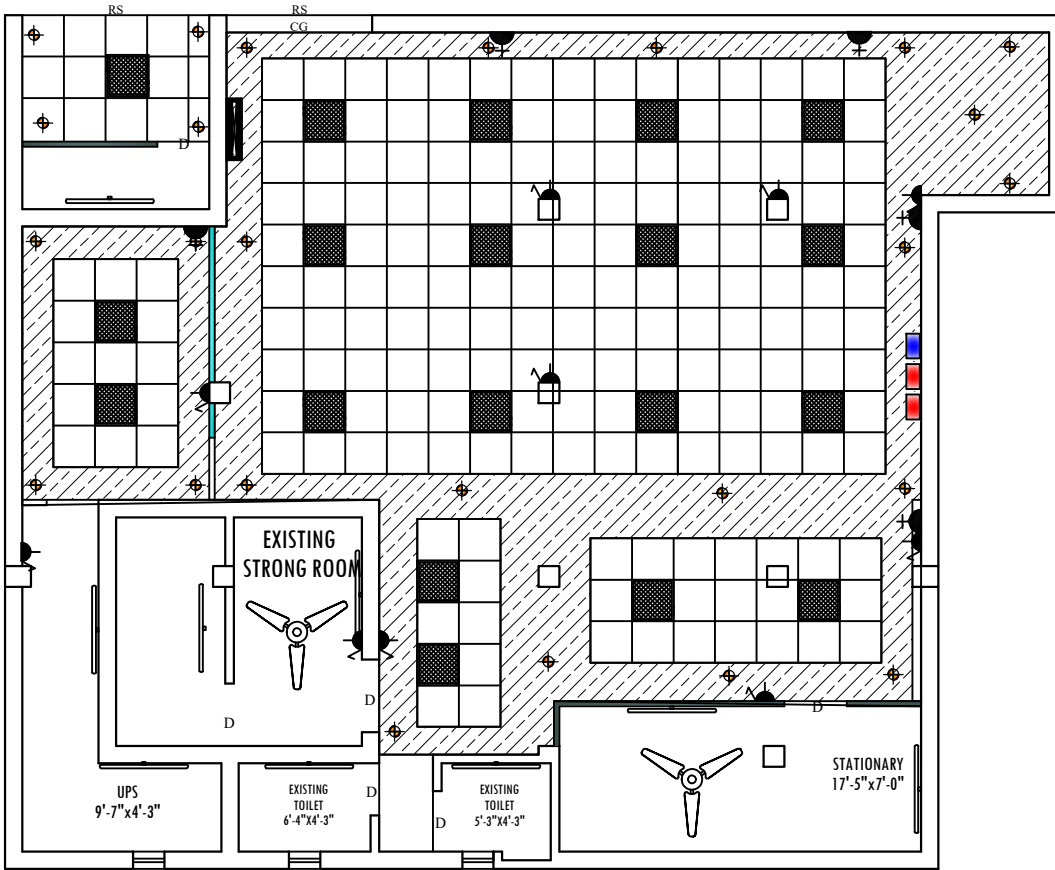 RS
RS
CG
D
EXISTING
STRONG ROOM
D
D
D
UPS
9'-7"x4'-3"
EXISTING
TOILET
6'-4"X4'-3"
D
D
EXISTING
TOILET
5'-3"X4'-3"
STATIONARY
17'-5"x7'-0"